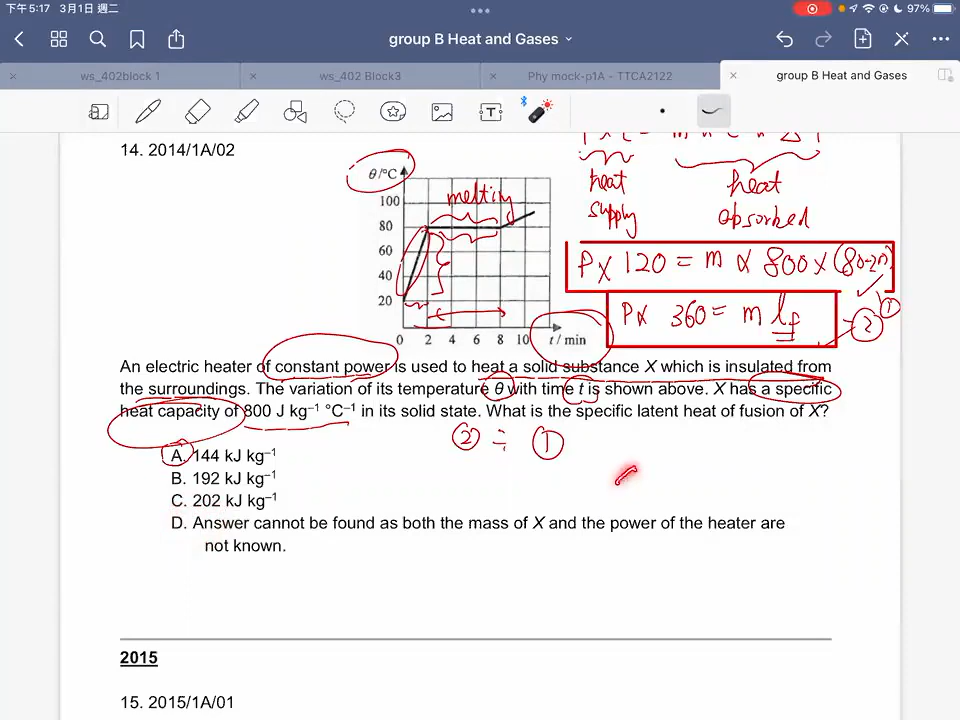 下午5:17 3月1日 週二
97%
group B Heat and Gases
ws_402block 1
ws_402 Block3
Phy mock-p1A - TTCA2122
group B Heat and Gases
14. 2014/1A/02
θ /°C
100
80
60
40
20
0 2 4 6 8 10 t / min
melting
heat supply
heat absorbed
P × 120 = m × 800 × (80-20)
①
P × 360 = m lf
②
An electric heater of constant power is used to heat a solid substance X which is insulated from
the surroundings. The variation of its temperature θ with time t is shown above. X has a specific
heat capacity of 800 J kg⁻¹ °C⁻¹ in its solid state. What is the specific latent heat of fusion of X?
② ÷ ①
A. 144 kJ kg⁻¹
B. 192 kJ kg⁻¹
C. 202 kJ kg⁻¹
D. Answer cannot be found as both the mass of X and the power of the heater are
not known.
2015
15. 2015/1A/01